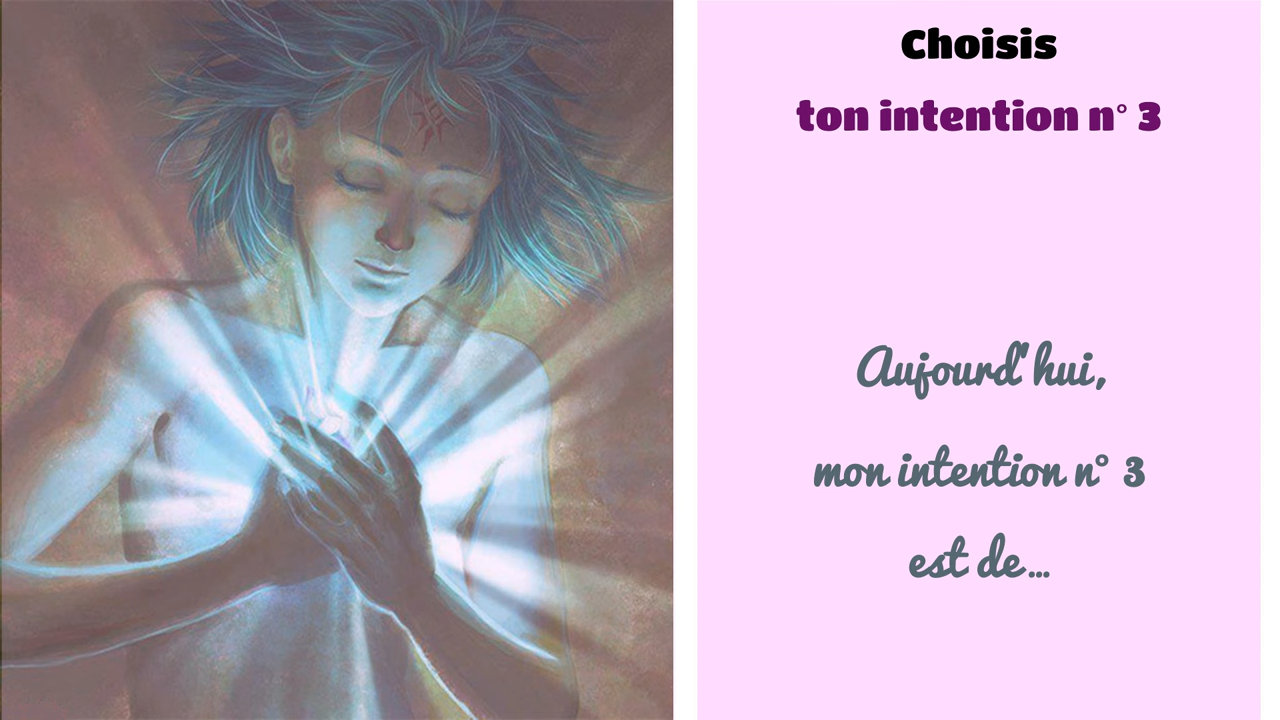 Choisis
ton intention n° 3
Aujourd'hui,
mon intention n° 3
est de...